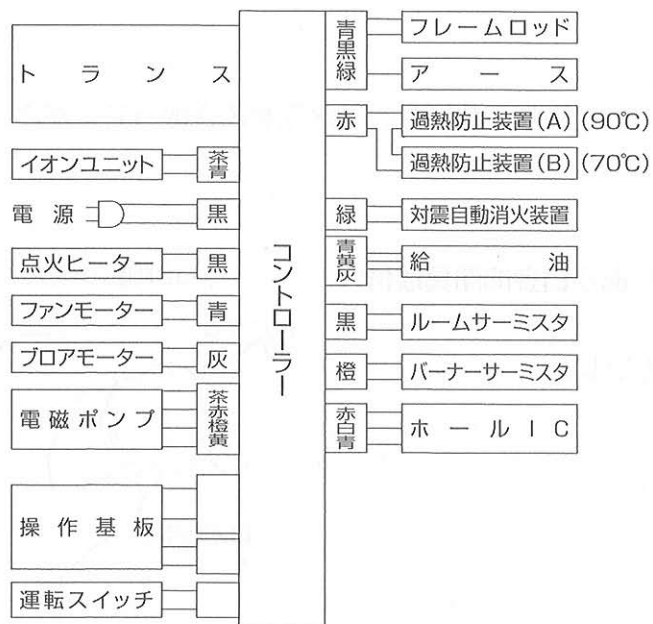 トランス
イオンユニット
茶
青
電源
黒
点火ヒーター
黒
ファンモーター
青
ブロアモーター
灰
電磁ポンプ
茶
赤
橙
黄
操作基板
運転スイッチ
コントローラー
青
黒
緑
フレームロッド
アース
赤
過熱防止装置(A)(90℃)
過熱防止装置(B)(70℃)
緑
対震自動消火装置
青
黄
灰
給油
黒
ルームサーミスタ
橙
バーナーサーミスタ
赤
白
青
ホールIC